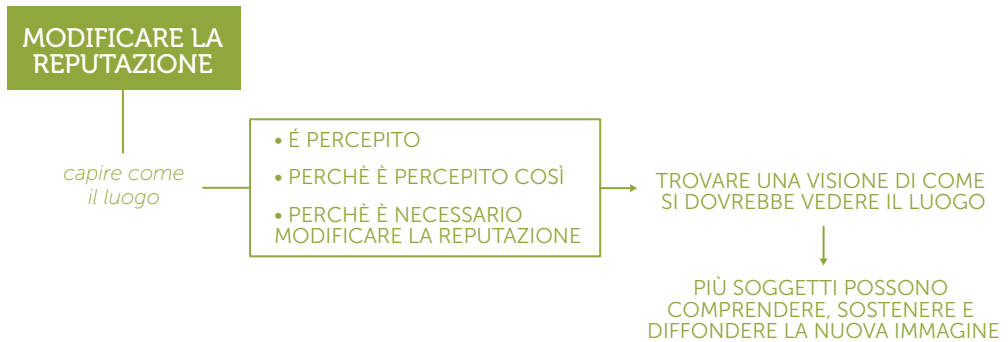 MODIFICARE LA
REPUTAZIONE
capire come
il luogo
• É PERCEPITO
• PERCHÈ È PERCEPITO COSÌ
• PERCHÈ È NECESSARIO
MODIFICARE LA REPUTAZIONE
TROVARE UNA VISIONE DI COME
SI DOVREBBE VEDERE IL LUOGO
PIÙ SOGGETTI POSSONO
COMPRENDERE, SOSTENERE E
DIFFONDERE LA NUOVA IMMAGINE